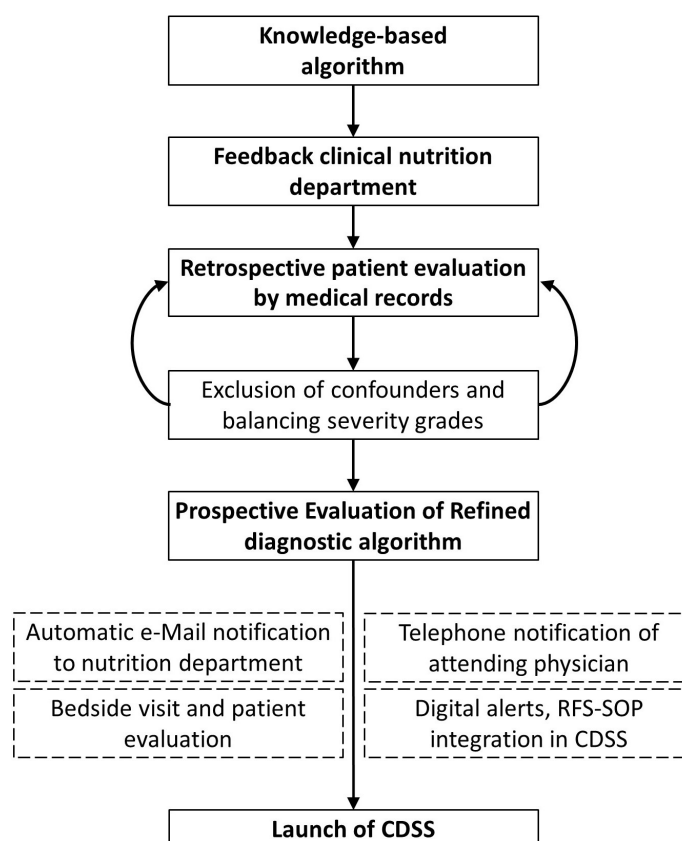 Knowledge-based
algorithm
Feedback clinical nutrition
department
Retrospective patient evaluation
by medical records
Exclusion of confounders and
balancing severity grades
Prospective Evaluation of Refined
diagnostic algorithm
Automatic e-Mail notification
to nutrition department
Telephone notification of
attending physician
Bedside visit and patient
evaluation
Digital alerts, RFS-SOP
integration in CDSS
Launch of CDSS